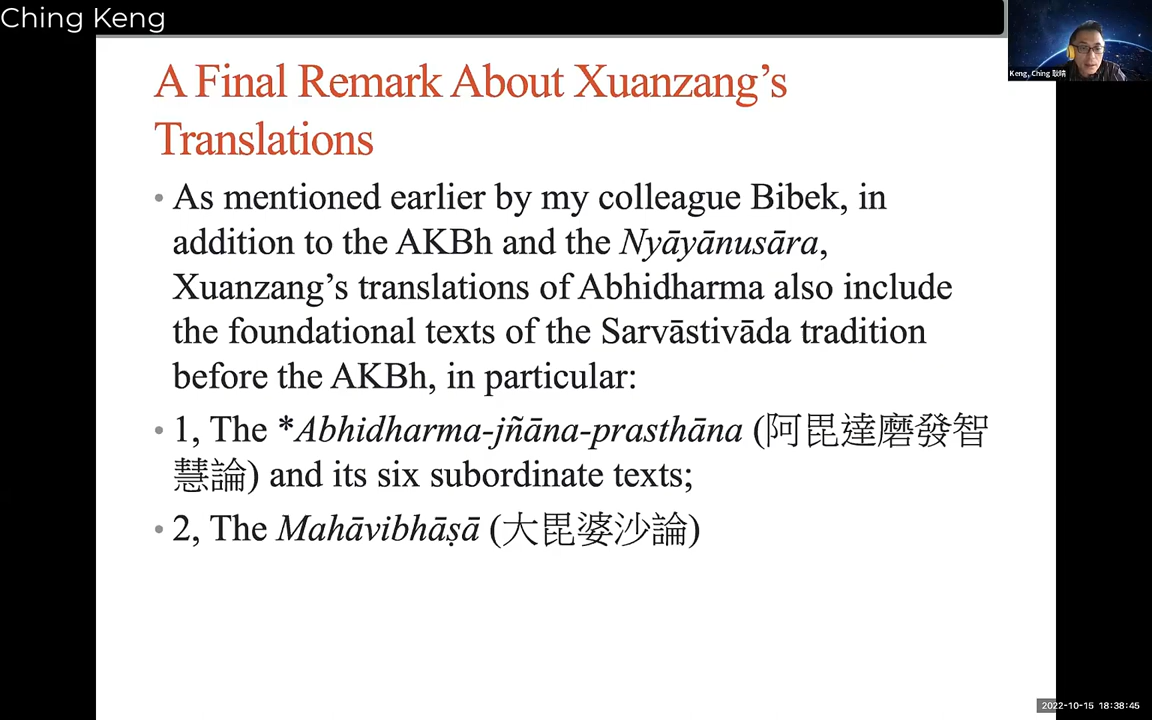 Ching Keng
Keng, Ching 耿晴
A Final Remark About Xuanzang’s
Translations
• As mentioned earlier by my colleague Bibek, in
addition to the AKBh and the Nyāyānusāra,
Xuanzang’s translations of Abhidharma also include
the foundational texts of the Sarvāstivāda tradition
before the AKBh, in particular:
• 1, The *Abhidharma-jñāna-prasthāna (阿毘達磨發智
慧論) and its six subordinate texts;
• 2, The Mahāvibhāṣā (大毘婆沙論)
2022-10-15 18:38:45